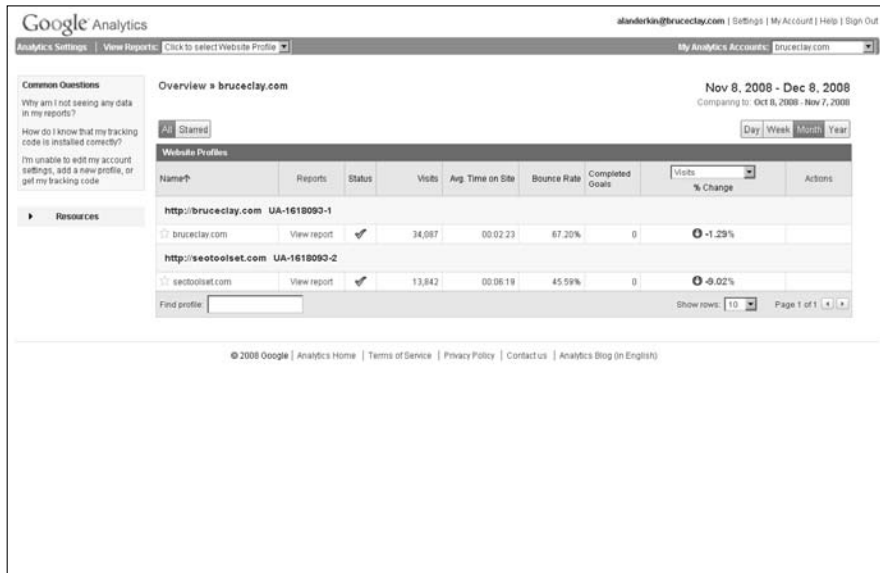 Google Analytics
alanderkin@bruceclay.com | Settings | My Account | Help | Sign Out
Analytics Settings | View Reports: Click to select Website Profile
My Analytics Accounts: bruceclay.com
Common Questions
Why am I not seeing any data
in my reports?
How do I know that my tracking
code is installed correctly?
I'm unable to edit my account
settings, add a new profile, or
get my tracking code
Resources
Overview » bruceclay.com
Nov 8, 2008 - Dec 8, 2008
Comparing to: Oct 8, 2008 - Nov 7, 2008
All Starred
Day Week Month Year
Website Profiles
Name↑ Reports Status Visits Avg. Time on Site Bounce Rate Completed Goals Visits % Change Actions
http://bruceclay.com UA-1618093-1
bruceclay.com View report 34,087 00:02:23 67.20% 0 -1.29%
http://seotoolset.com UA-1618093-2
seotoolset.com View report 13,842 00:06:19 45.59% 0 -9.02%
Find profile:
Show rows: 10 Page 1 of 1
© 2008 Google | Analytics Home | Terms of Service | Privacy Policy | Contact us | Analytics Blog (in English)